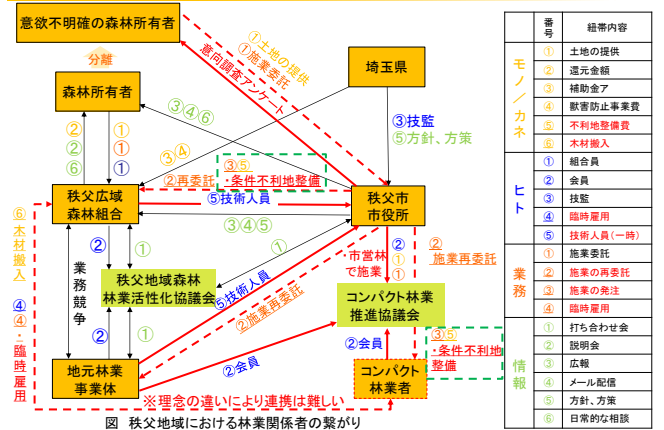 意欲不明確の森林所有者
分離
森林所有者
①土地の提供
①施業委託
意向調査アンケート
埼玉県
③技監
⑤方針、方策
③④⑥
②
②
⑥
①
①
①
③④
③⑤
・条件不利地整備
②再委託
⑤技術人員
秩父広域
森林組合
秩父市
市役所
③④⑤
⑥木材搬入
④
④・臨時雇用
業務競争
②
①
①
秩父地域森林
林業活性化協議会
②
①
⑤技術人員
②施業再委託
・市営林
で施業
②
①
①
②
施業再委託
コンパクト林業
推進協議会
③⑤
・条件不利地
整備
②会員
②会員
地元林業
事業体
コンパクト
林業者
※理念の違いにより連携は難しい
図 秩父地域における林業関係者の繋がり
番号 紐帯内容
モノ／カネ
① 土地の提供
② 還元金額
③ 補助金ア
④ 獣害防止事業費
⑤ 不利地整備費
⑥ 木材搬入
ヒト
① 組合員
② 会員
③ 技監
④ 臨時雇用
⑤ 技術人員(一時)
業務
① 施業委託
② 施業の再委託
③ 施業の発注
④ 臨時雇用
情報
① 打ち合わせ会
② 説明会
③ 広報
④ メール配信
⑤ 方針、方策
⑥ 日常的な相談